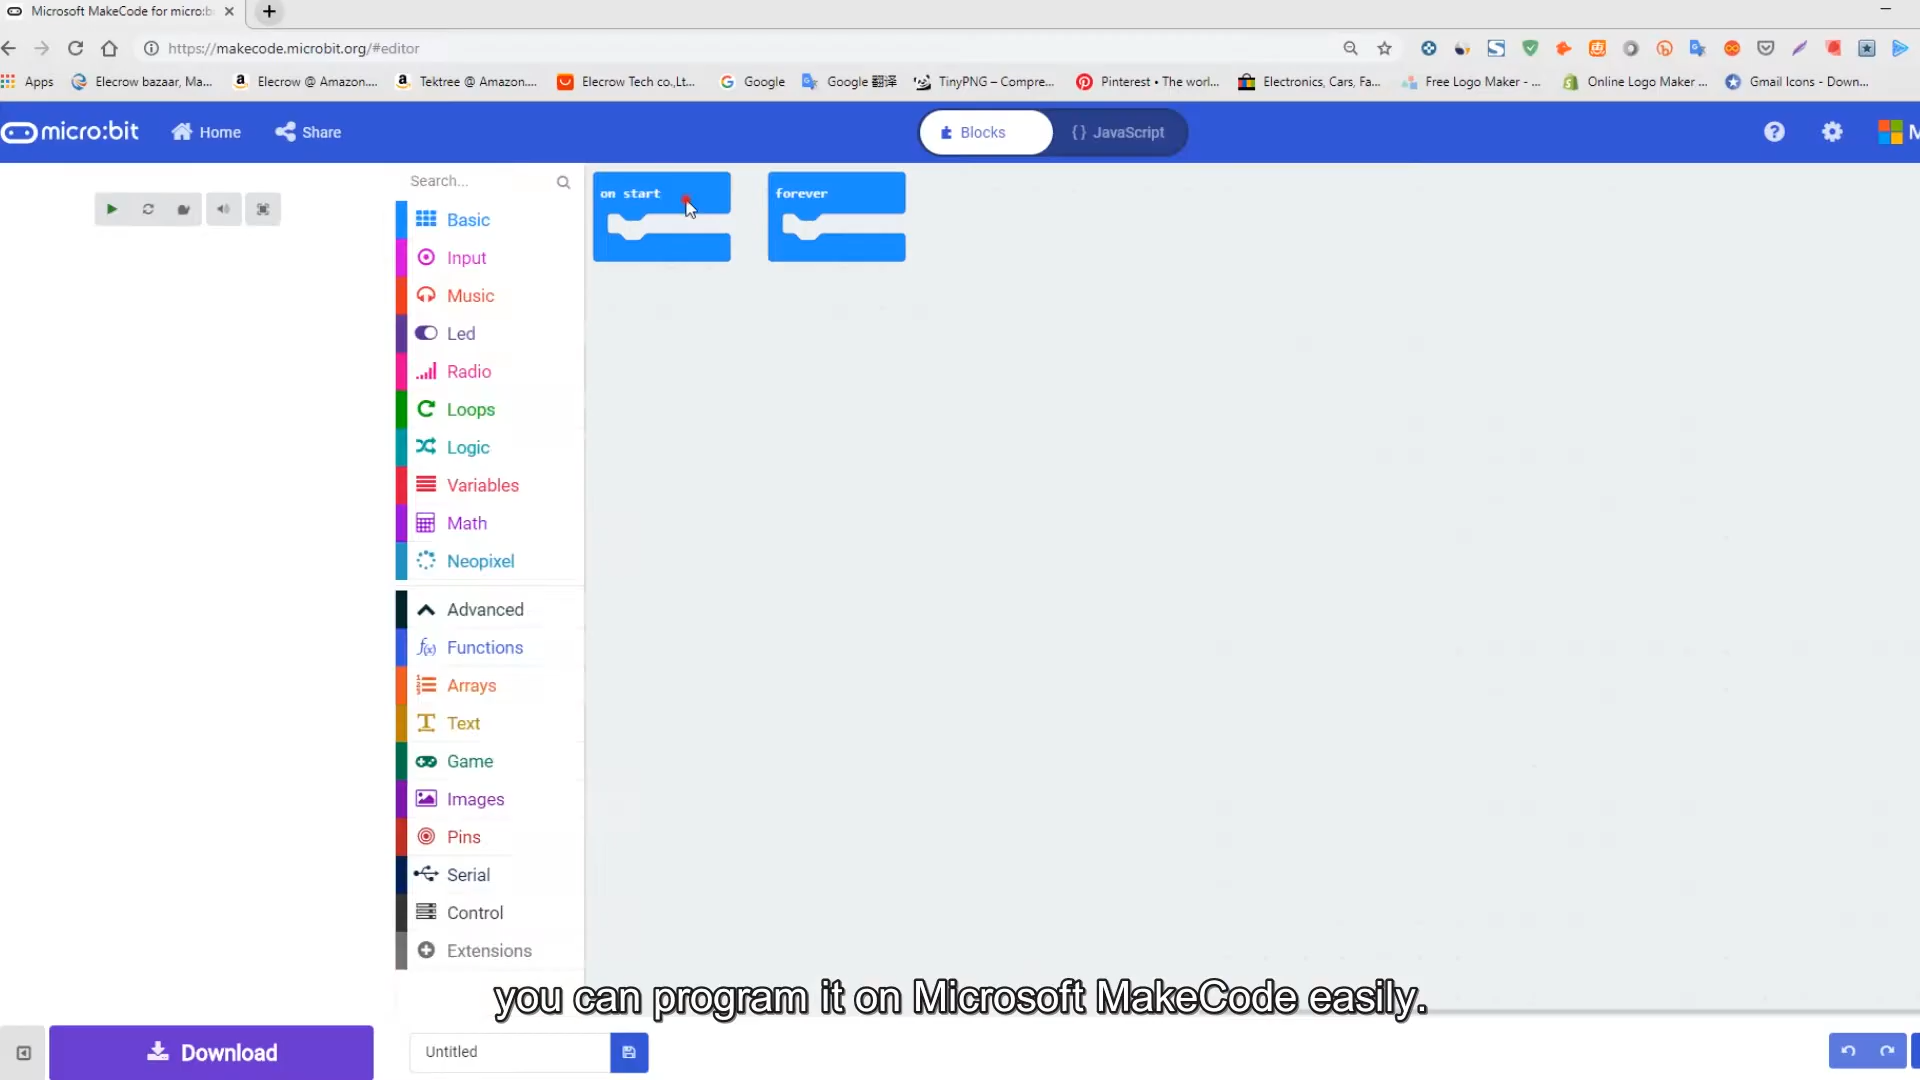 Microsoft MakeCode for micro:b
https://makecode.microbit.org/#editor
Apps
Elecrow bazaar, Ma...
Elecrow @ Amazon....
Tektree @ Amazon....
Elecrow Tech co.,Lt...
Google
Google 翻译
TinyPNG – Compre...
Pinterest • The worl...
Electronics, Cars, Fa...
Free Logo Maker - ...
Online Logo Maker ...
Gmail Icons - Down...
micro:bit
Home
Share
Blocks
{} JavaScript
M
Search...
on start
forever
Basic
Input
Music
Led
Radio
Loops
Logic
Variables
Math
Neopixel
Advanced
Functions
Arrays
Text
Game
Images
Pins
Serial
Control
Extensions
you can program it on Microsoft MakeCode easily.
Download
Untitled